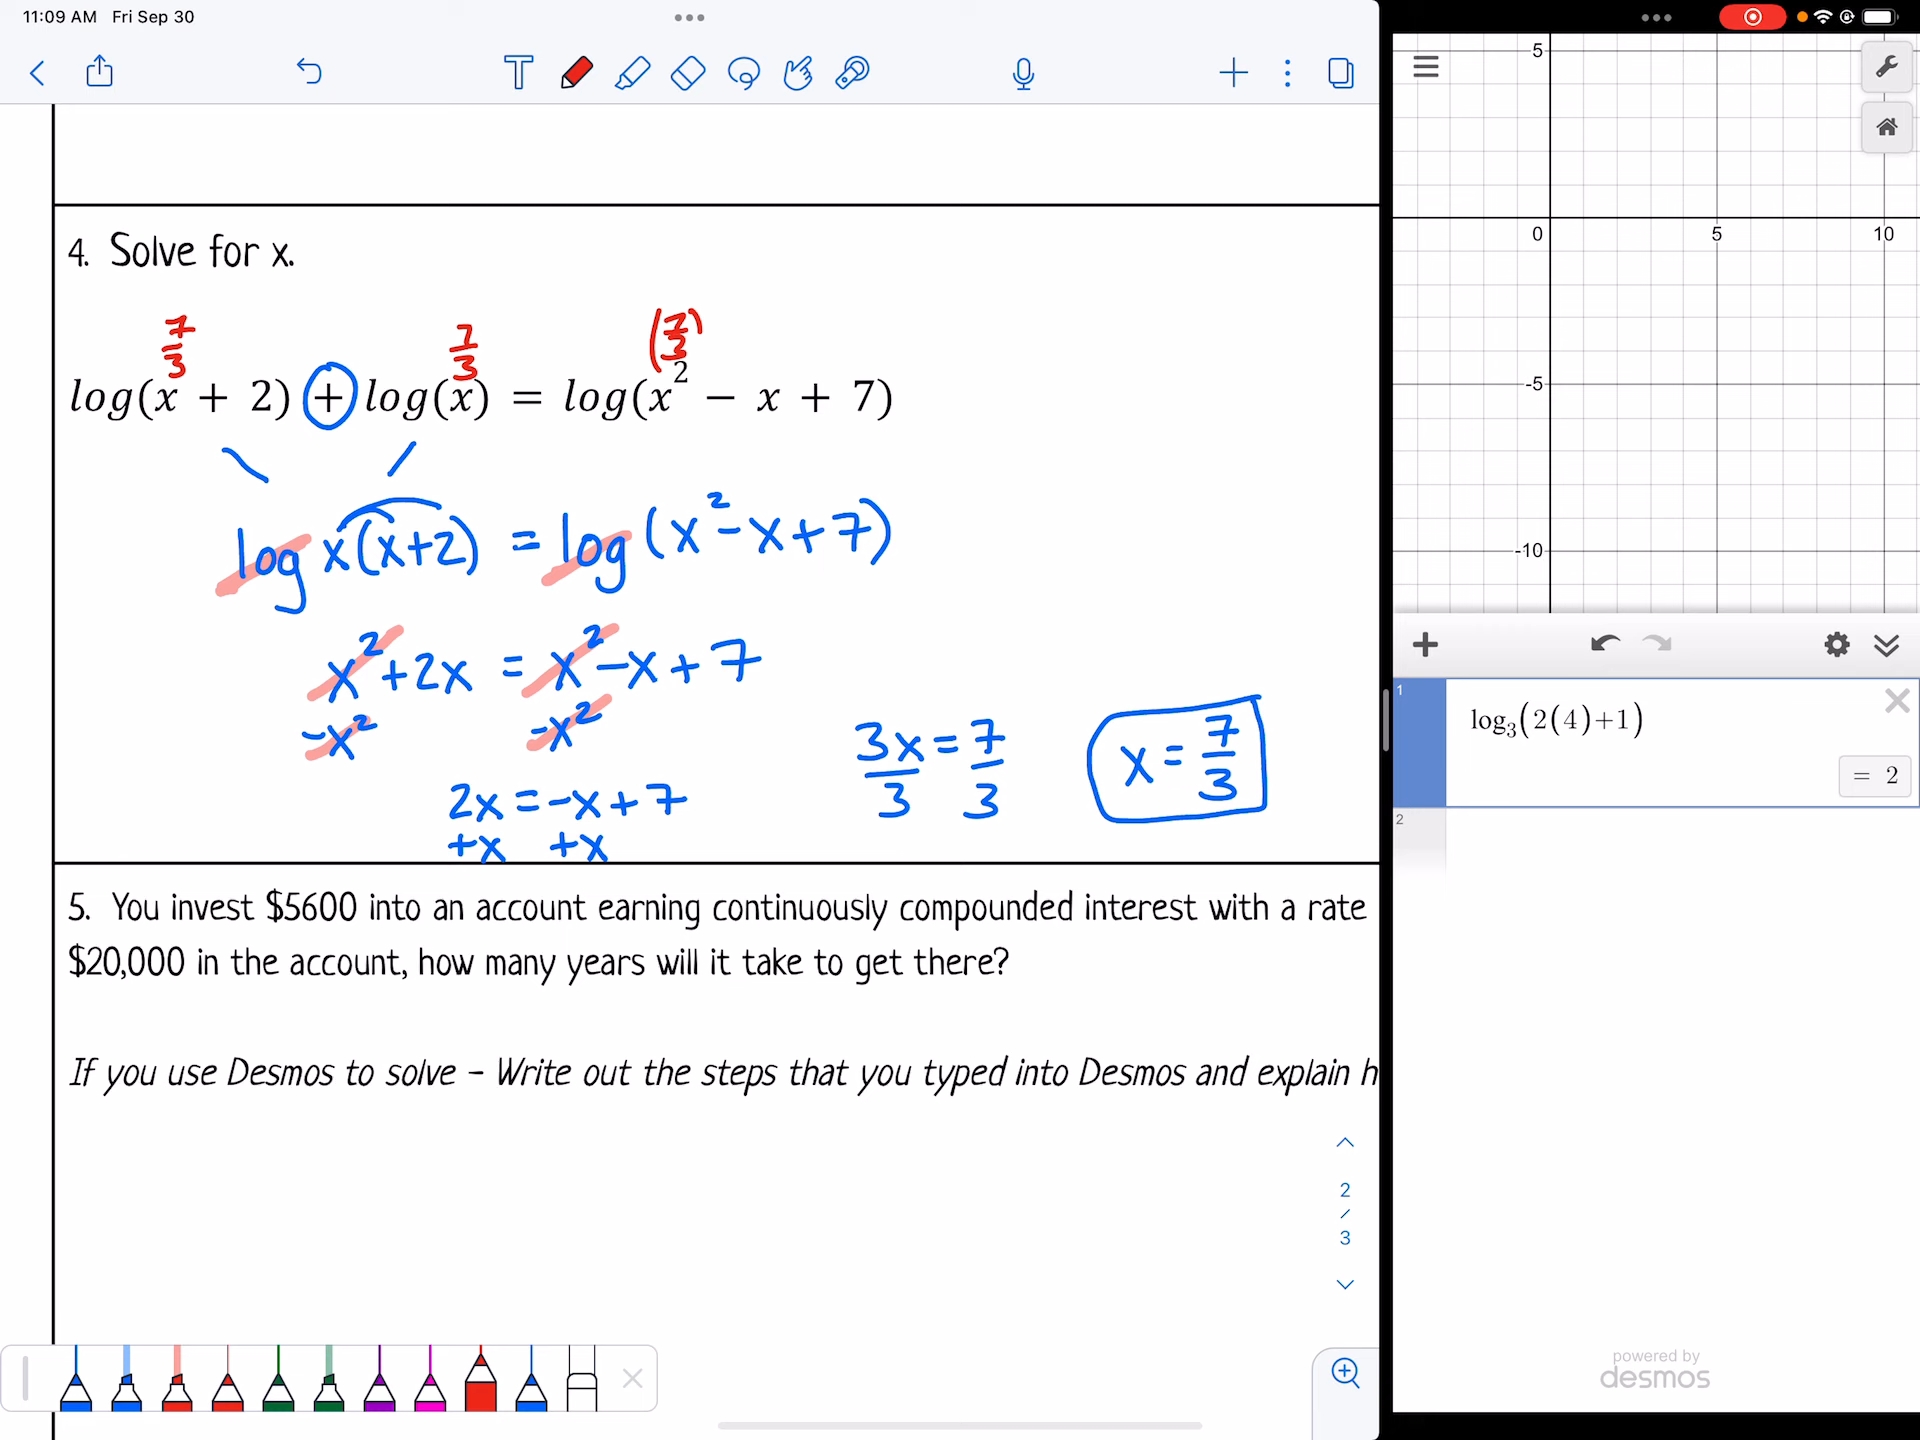 11:09 AM Fri Sep 30
4. Solve for x.
7/3 7/3 (7/3)
log(x + 2) + log(x) = log(x² − x + 7)
log x(x+2) = log(x²−x+7)
x²+2x = x²−x+7
−x² −x²
2x = −x+7
+x +x
3x/3 = 7/3
x = 7/3
5. You invest $5600 into an account earning continuously compounded interest with a rate
$20,000 in the account, how many years will it take to get there?
If you use Desmos to solve – Write out the steps that you typed into Desmos and explain h
2
/
3
5
0 5 10
-5
-10
1
log₃(2(4)+1)
= 2
2
powered by
desmos